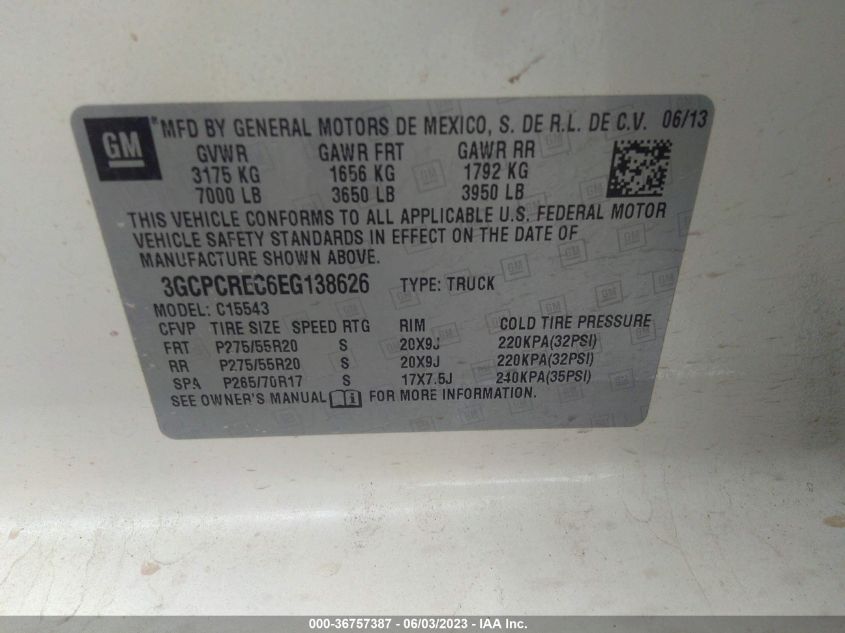 GM
MFD BY GENERAL MOTORS DE MEXICO, S. DE R.L. DE C.V. 06/13
GVWR GAWR FRT GAWR RR
3175 KG 1656 KG 1792 KG
7000 LB 3650 LB 3950 LB
THIS VEHICLE CONFORMS TO ALL APPLICABLE U.S. FEDERAL MOTOR
VEHICLE SAFETY STANDARDS IN EFFECT ON THE DATE OF
MANUFACTURE SHOWN ABOVE.
3GCPCREC6EG138626 TYPE: TRUCK
MODEL: C15543
CFVP TIRE SIZE SPEED RTG RIM COLD TIRE PRESSURE
FRT P275/55R20 S 20X9J 220KPA(32PSI)
RR P275/55R20 S 20X9J 220KPA(32PSI)
SPA P265/70R17 S 17X7.5J 240KPA(35PSI)
SEE OWNER'S MANUAL FOR MORE INFORMATION.
000-36757387 - 06/03/2023 - IAA Inc.